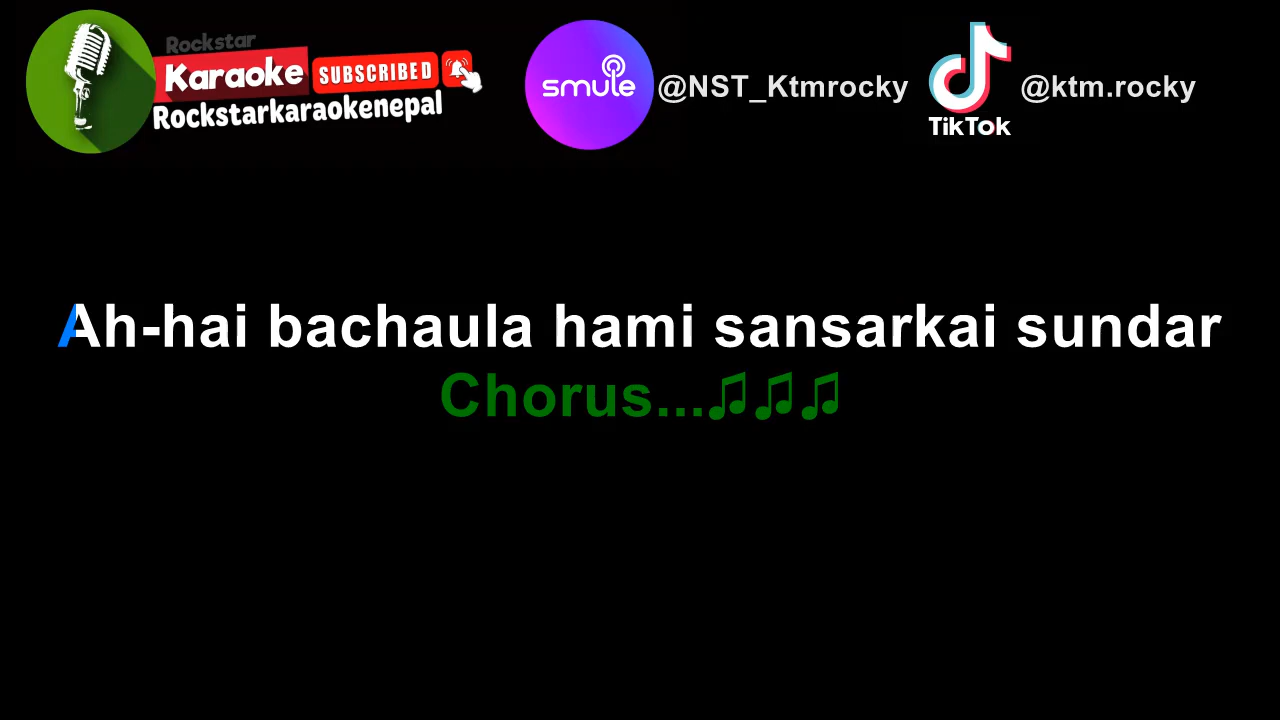 Rockstar
Karaoke SUBSCRIBED
Rockstarkaraokenepal
smule @NST_Ktmrocky
TikTok @ktm.rocky
Ah-hai bachaula hami sansarkai sundar
Chorus...♫♫♫